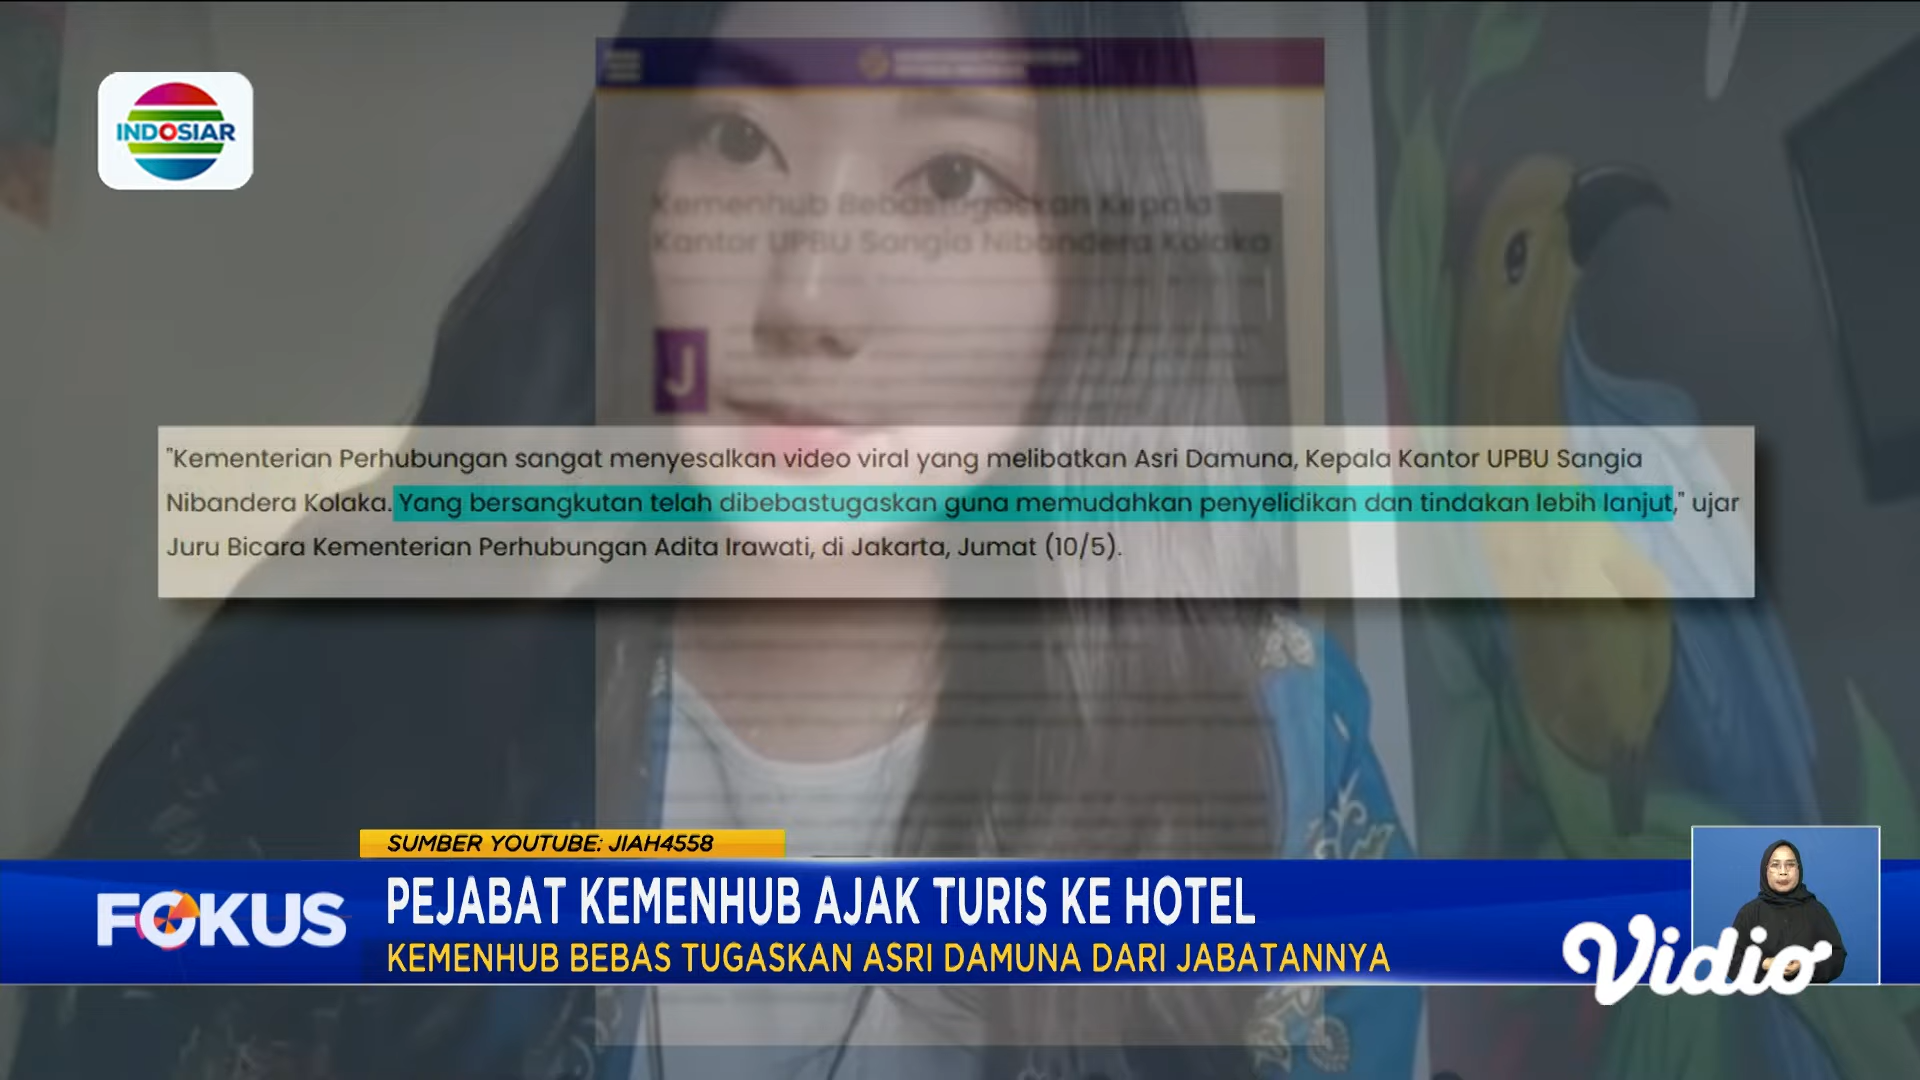 INDOSIAR
Kemenhub Bebastugaskan Kepala
Kantor UPBU Sangia Nibandera Kolaka
J
"Kementerian Perhubungan sangat menyesalkan video viral yang melibatkan Asri Damuna, Kepala Kantor UPBU Sangia
Nibandera Kolaka. Yang bersangkutan telah dibebastugaskan guna memudahkan penyelidikan dan tindakan lebih lanjut," ujar
Juru Bicara Kementerian Perhubungan Adita Irawati, di Jakarta, Jumat (10/5).
SUMBER YOUTUBE: JIAH4558
FOKUS
PEJABAT KEMENHUB AJAK TURIS KE HOTEL
KEMENHUB BEBAS TUGASKAN ASRI DAMUNA DARI JABATANNYA
Vidio